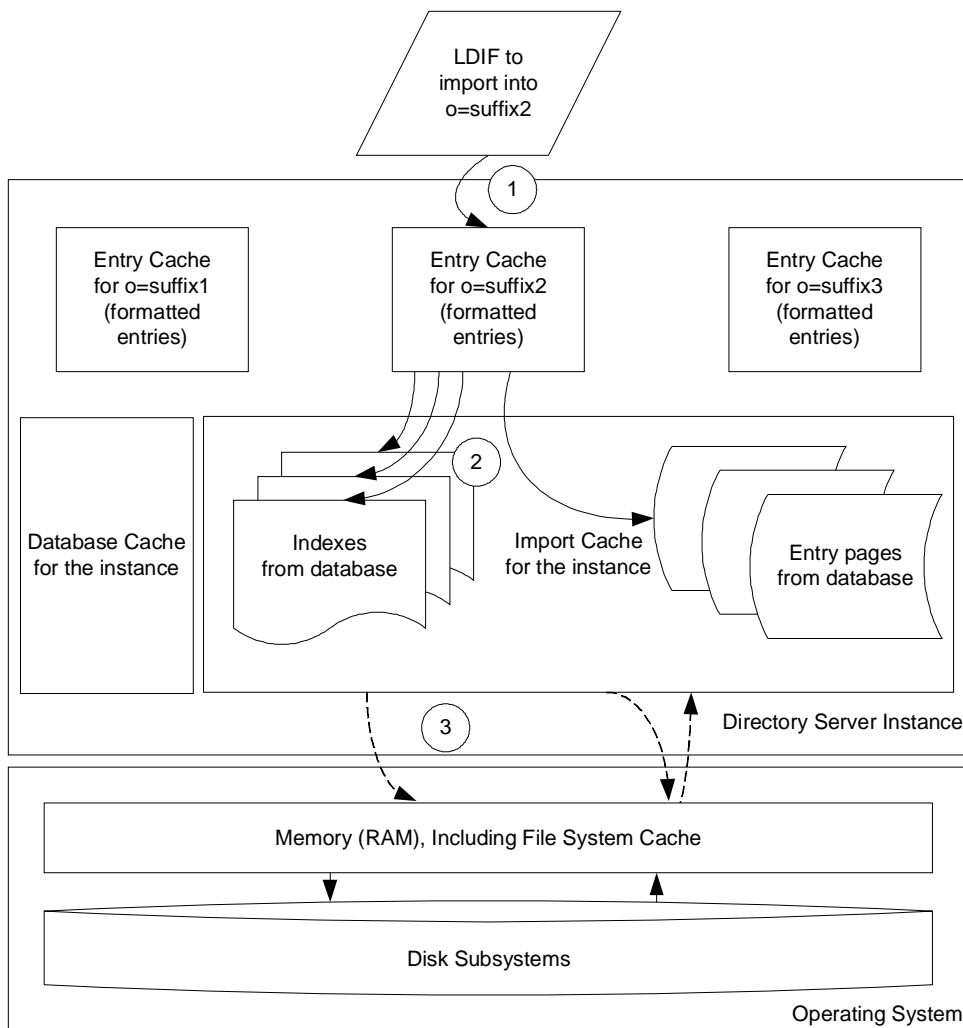 LDIF to
import into
o=suffix2
1
Entry Cache
for o=suffix1
(formatted
entries)
Entry Cache
for o=suffix2
(formatted
entries)
Entry Cache
for o=suffix3
(formatted
entries)
2
Database Cache
for the instance
Indexes
from database
Import Cache
for the instance
Entry pages
from database
3
Directory Server Instance
Memory (RAM), Including File System Cache
Disk Subsystems
Operating System